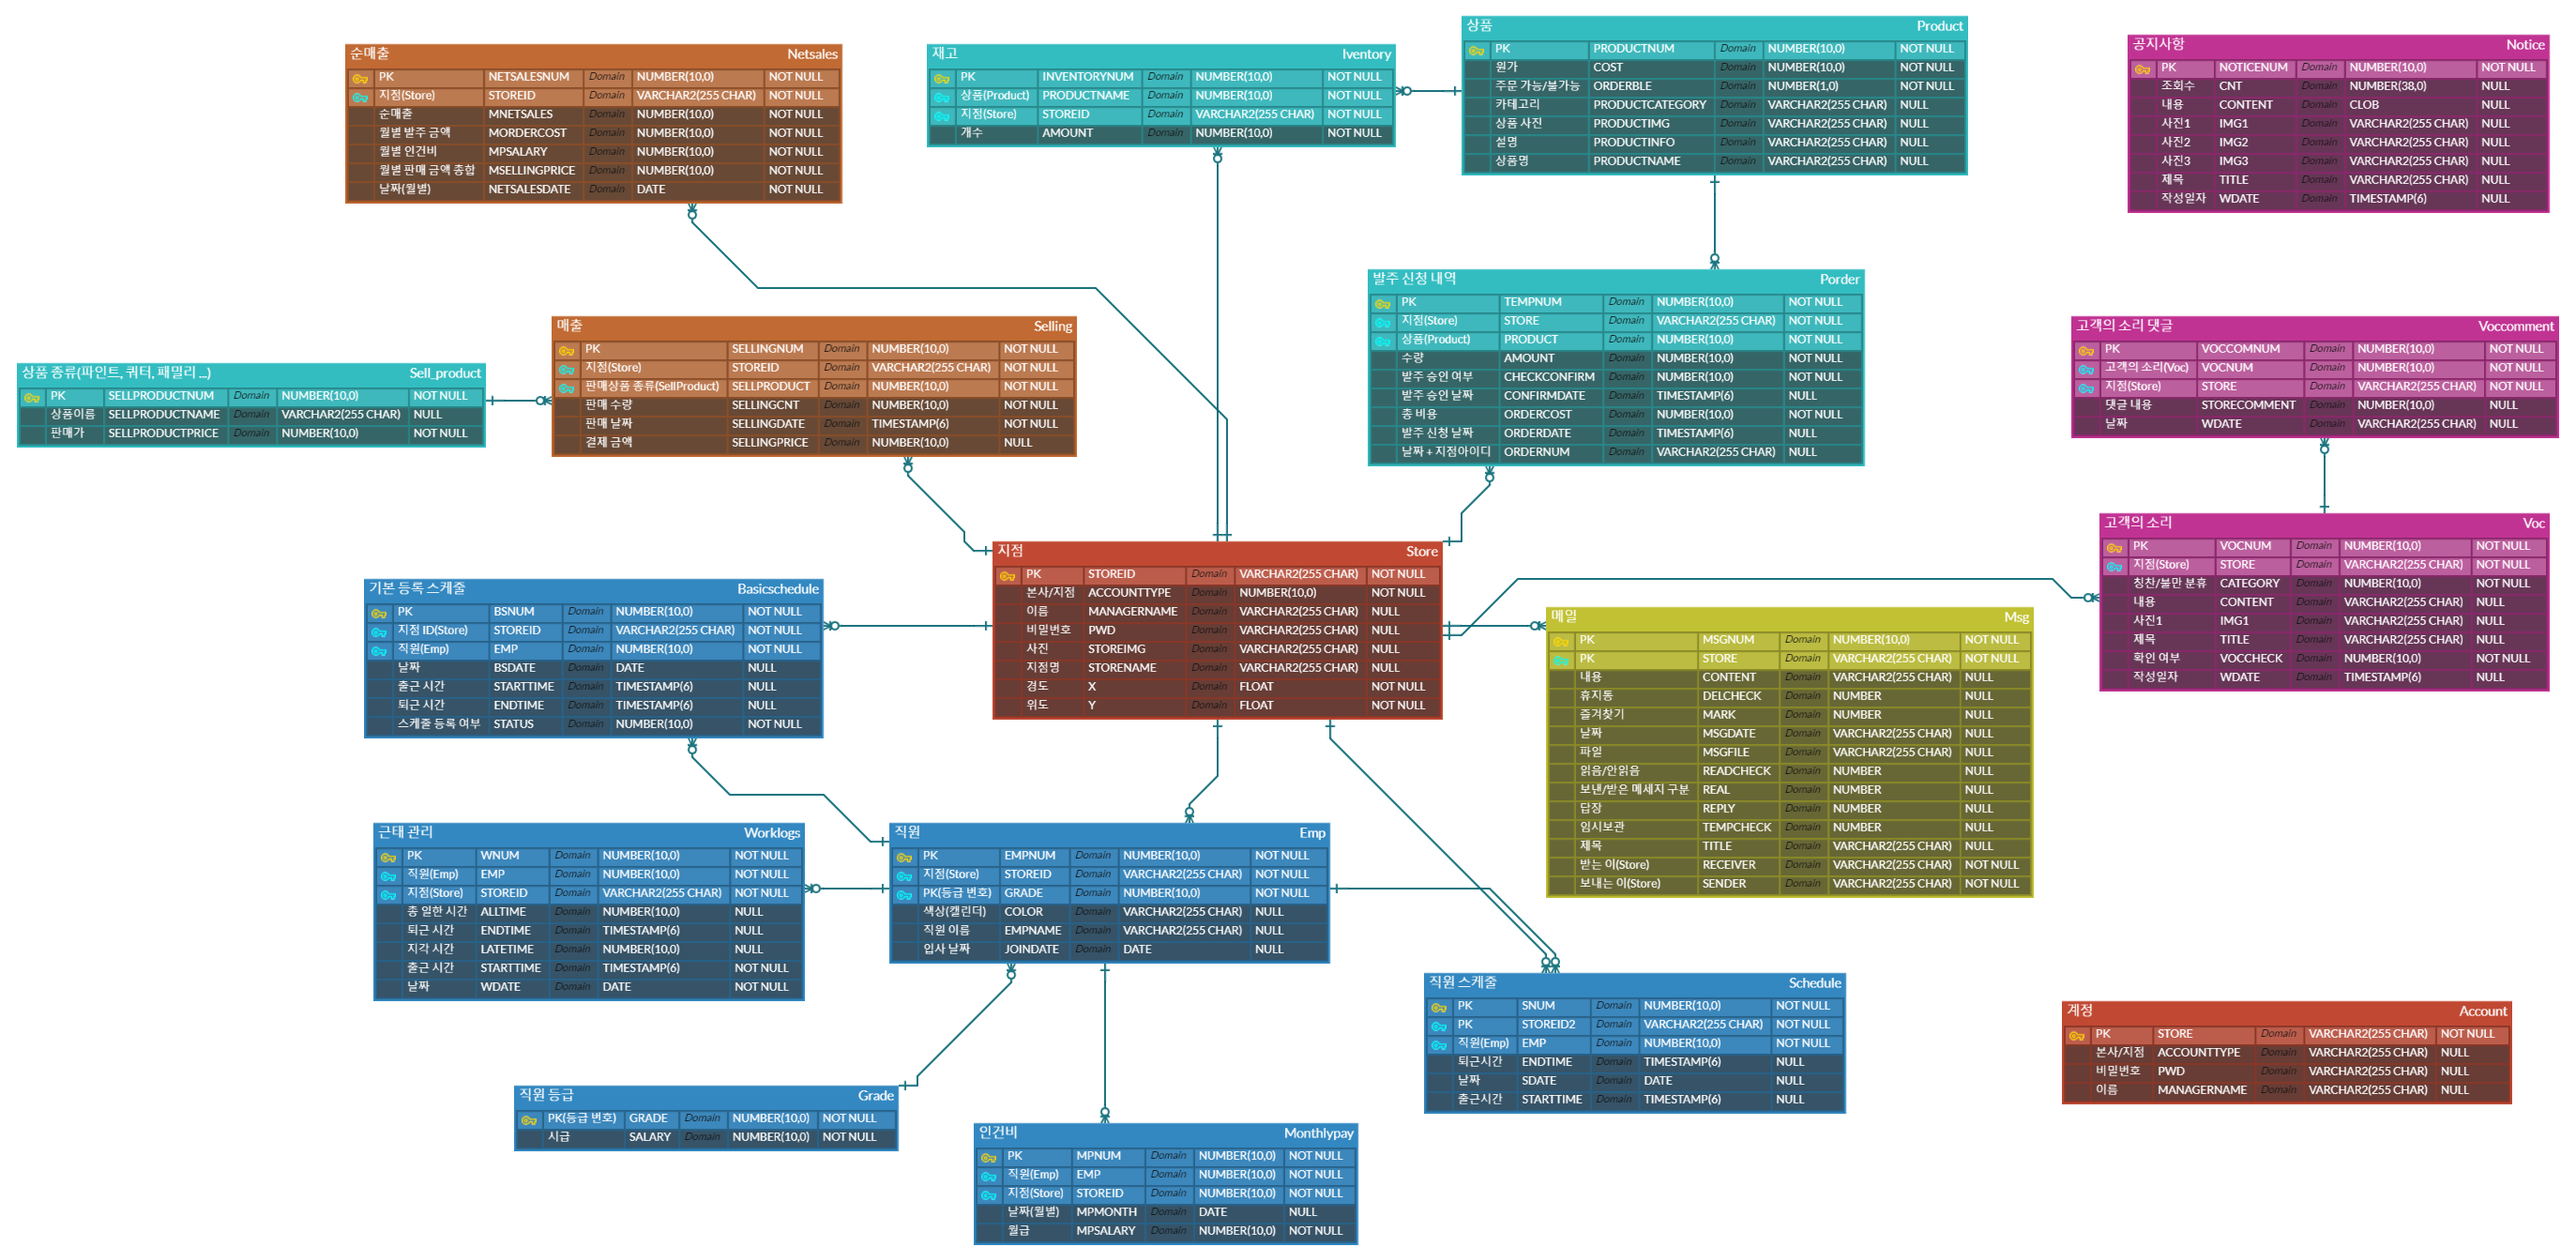 순매출 Netsales
PK NETSALESNUM Domain NUMBER(10,0) NOT NULL
지점(Store) STOREID Domain VARCHAR2(255 CHAR) NOT NULL
순매출 MNETSALES Domain NUMBER(10,0) NOT NULL
월별 발주 금액 MORDERCOST Domain NUMBER(10,0) NOT NULL
월별 인건비 MPSALARY Domain NUMBER(10,0) NOT NULL
월별 판매 금액 종합 MSELLINGPRICE Domain NUMBER(10,0) NOT NULL
날짜(월별) NETSALESDATE Domain DATE NOT NULL
재고 Iventory
PK INVENTORYNUM Domain NUMBER(10,0) NOT NULL
상품(Product) PRODUCTNAME Domain NUMBER(10,0) NOT NULL
지점(Store) STOREID Domain VARCHAR2(255 CHAR) NOT NULL
개수 AMOUNT Domain NUMBER(10,0) NOT NULL
상품 Product
PK PRODUCTNUM Domain NUMBER(10,0) NOT NULL
원가 COST Domain NUMBER(10,0) NOT NULL
주문 가능/불가능 ORDERBLE Domain NUMBER(1,0) NOT NULL
카테고리 PRODUCTCATEGORY Domain VARCHAR2(255 CHAR) NULL
상품 사진 PRODUCTIMG Domain VARCHAR2(255 CHAR) NULL
설명 PRODUCTINFO Domain VARCHAR2(255 CHAR) NULL
상품명 PRODUCTNAME Domain VARCHAR2(255 CHAR) NULL
공지사항 Notice
PK NOTICENUM Domain NUMBER(10,0) NOT NULL
조회수 CNT Domain NUMBER(38,0) NULL
내용 CONTENT Domain CLOB NULL
사진1 IMG1 Domain VARCHAR2(255 CHAR) NULL
사진2 IMG2 Domain VARCHAR2(255 CHAR) NULL
사진3 IMG3 Domain VARCHAR2(255 CHAR) NULL
제목 TITLE Domain VARCHAR2(255 CHAR) NULL
작성일자 WDATE Domain TIMESTAMP(6) NULL
상품 종류(파인트, 쿼터, 패밀리 ...) Sell_product
PK SELLPRODUCTNUM Domain NUMBER(10,0) NOT NULL
상품이름 SELLPRODUCTNAME Domain VARCHAR2(255 CHAR) NULL
판매가 SELLPRODUCTPRICE Domain NUMBER(10,0) NOT NULL
매출 Selling
PK SELLINGNUM Domain NUMBER(10,0) NOT NULL
지점(Store) STOREID Domain VARCHAR2(255 CHAR) NOT NULL
판매상품 종류(SellProduct) SELLPRODUCT Domain NUMBER(10,0) NOT NULL
판매 수량 SELLINGCNT Domain NUMBER(10,0) NOT NULL
판매 날짜 SELLINGDATE Domain TIMESTAMP(6) NOT NULL
결제 금액 SELLINGPRICE Domain NUMBER(10,0) NULL
발주 신청 내역 Porder
PK TEMPNUM Domain NUMBER(10,0) NOT NULL
지점(Store) STORE Domain VARCHAR2(255 CHAR) NOT NULL
상품(Product) PRODUCT Domain NUMBER(10,0) NOT NULL
수량 AMOUNT Domain NUMBER(10,0) NOT NULL
발주 승인 여부 CHECKCONFIRM Domain NUMBER(10,0) NOT NULL
발주 승인 날짜 CONFIRMDATE Domain TIMESTAMP(6) NULL
총 비용 ORDERCOST Domain NUMBER(10,0) NOT NULL
발주 신청 날짜 ORDERDATE Domain TIMESTAMP(6) NULL
날짜 + 지점아이디 ORDERNUM Domain VARCHAR2(255 CHAR) NULL
고객의 소리 댓글 Voccomment
PK VOCCOMNUM Domain NUMBER(10,0) NOT NULL
고객의 소리(Voc) VOCNUM Domain NUMBER(10,0) NOT NULL
지점(Store) STORE Domain VARCHAR2(255 CHAR) NOT NULL
댓글 내용 STORECOMMENT Domain NUMBER(10,0) NULL
날짜 WDATE Domain VARCHAR2(255 CHAR) NULL
고객의 소리 Voc
PK VOCNUM Domain NUMBER(10,0) NOT NULL
지점(Store) STORE Domain VARCHAR2(255 CHAR) NOT NULL
칭찬/불만 분휴 CATEGORY Domain NUMBER(10,0) NOT NULL
내용 CONTENT Domain VARCHAR2(255 CHAR) NULL
사진1 IMG1 Domain VARCHAR2(255 CHAR) NULL
제목 TITLE Domain VARCHAR2(255 CHAR) NULL
확인 여부 VOCCHECK Domain NUMBER(10,0) NOT NULL
작성일자 WDATE Domain TIMESTAMP(6) NULL
지점 Store
PK STOREID Domain VARCHAR2(255 CHAR) NOT NULL
본사/지점 ACCOUNTTYPE Domain NUMBER(10,0) NOT NULL
이름 MANAGERNAME Domain VARCHAR2(255 CHAR) NULL
비밀번호 PWD Domain VARCHAR2(255 CHAR) NULL
사진 STOREIMG Domain VARCHAR2(255 CHAR) NULL
지점명 STORENAME Domain VARCHAR2(255 CHAR) NULL
경도 X Domain FLOAT NOT NULL
위도 Y Domain FLOAT NOT NULL
기본 등록 스케줄 Basicschedule
PK BSNUM Domain NUMBER(10,0) NOT NULL
지점 ID(Store) STOREID Domain VARCHAR2(255 CHAR) NOT NULL
직원(Emp) EMP Domain NUMBER(10,0) NOT NULL
날짜 BSDATE Domain DATE NULL
출근 시간 STARTTIME Domain TIMESTAMP(6) NULL
퇴근 시간 ENDTIME Domain TIMESTAMP(6) NULL
스케줄 등록 여부 STATUS Domain NUMBER(10,0) NOT NULL
메일 Msg
PK MSGNUM Domain NUMBER(10,0) NOT NULL
PK STORE Domain VARCHAR2(255 CHAR) NOT NULL
내용 CONTENT Domain VARCHAR2(255 CHAR) NULL
휴지통 DELCHECK Domain NUMBER NULL
즐겨찾기 MARK Domain NUMBER NULL
날짜 MSGDATE Domain VARCHAR2(255 CHAR) NULL
파일 MSGFILE Domain VARCHAR2(255 CHAR) NULL
읽음/안읽음 READCHECK Domain NUMBER NULL
보낸/받은 메세지 구분 REAL Domain NUMBER NULL
답장 REPLY Domain NUMBER NULL
임시보관 TEMPCHECK Domain NUMBER NULL
제목 TITLE Domain VARCHAR2(255 CHAR) NULL
받는 이(Store) RECEIVER Domain VARCHAR2(255 CHAR) NOT NULL
보내는 이(Store) SENDER Domain VARCHAR2(255 CHAR) NOT NULL
근태 관리 Worklogs
PK WNUM Domain NUMBER(10,0) NOT NULL
직원(Emp) EMP Domain NUMBER(10,0) NOT NULL
지점(Store) STOREID Domain VARCHAR2(255 CHAR) NOT NULL
총 일한 시간 ALLTIME Domain NUMBER(10,0) NULL
퇴근 시간 ENDTIME Domain TIMESTAMP(6) NULL
지각 시간 LATETIME Domain NUMBER(10,0) NULL
출근 시간 STARTTIME Domain TIMESTAMP(6) NOT NULL
날짜 WDATE Domain DATE NOT NULL
직원 Emp
PK EMPNUM Domain NUMBER(10,0) NOT NULL
지점(Store) STOREID Domain VARCHAR2(255 CHAR) NOT NULL
PK(등급 번호) GRADE Domain NUMBER(10,0) NOT NULL
색상(캘린더) COLOR Domain VARCHAR2(255 CHAR) NULL
직원 이름 EMPNAME Domain VARCHAR2(255 CHAR) NULL
입사 날짜 JOINDATE Domain DATE NULL
직원 스케줄 Schedule
PK SNUM Domain NUMBER(10,0) NOT NULL
PK STOREID2 Domain VARCHAR2(255 CHAR) NOT NULL
직원(Emp) EMP Domain NUMBER(10,0) NOT NULL
퇴근시간 ENDTIME Domain TIMESTAMP(6) NULL
날짜 SDATE Domain DATE NULL
출근시간 STARTTIME Domain TIMESTAMP(6) NULL
계정 Account
PK STORE Domain VARCHAR2(255 CHAR) NOT NULL
본사/지점 ACCOUNTTYPE Domain VARCHAR2(255 CHAR) NULL
비밀번호 PWD Domain VARCHAR2(255 CHAR) NULL
이름 MANAGERNAME Domain VARCHAR2(255 CHAR) NULL
직원 등급 Grade
PK(등급 번호) GRADE Domain NUMBER(10,0) NOT NULL
시급 SALARY Domain NUMBER(10,0) NOT NULL
인건비 Monthlypay
PK MPNUM Domain NUMBER(10,0) NOT NULL
직원(Emp) EMP Domain NUMBER(10,0) NOT NULL
지점(Store) STOREID Domain NUMBER(10,0) NOT NULL
날짜(월별) MPMONTH Domain DATE NULL
월급 MPSALARY Domain NUMBER(10,0) NOT NULL